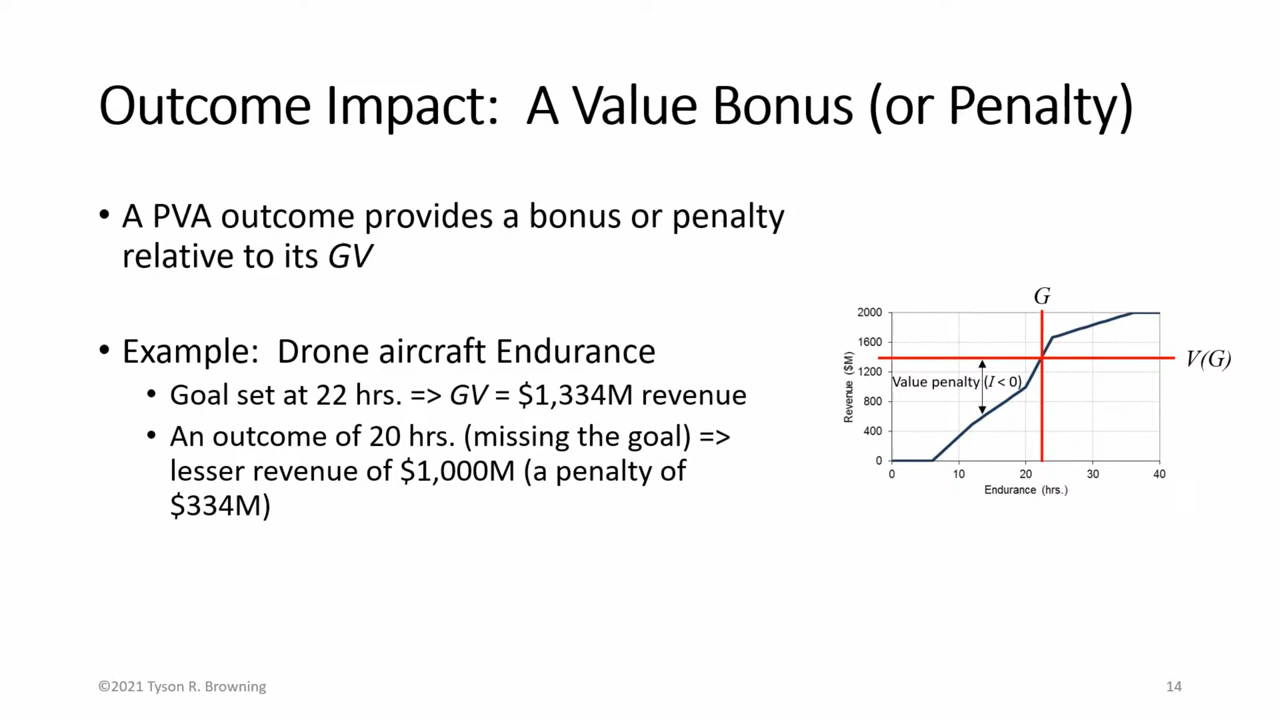 Outcome Impact:  A Value Bonus (or Penalty)
• A PVA outcome provides a bonus or penalty
relative to its GV
• Example:  Drone aircraft Endurance
• Goal set at 22 hrs. => GV = $1,334M revenue
• An outcome of 20 hrs. (missing the goal) =>
lesser revenue of $1,000M (a penalty of
$334M)
G
2000
1600
1200
800
400
0
Revenue ($M)
V(G)
Value penalty (I < 0)
0 10 20 30 40
Endurance (hrs.)
©2021 Tyson R. Browning
14